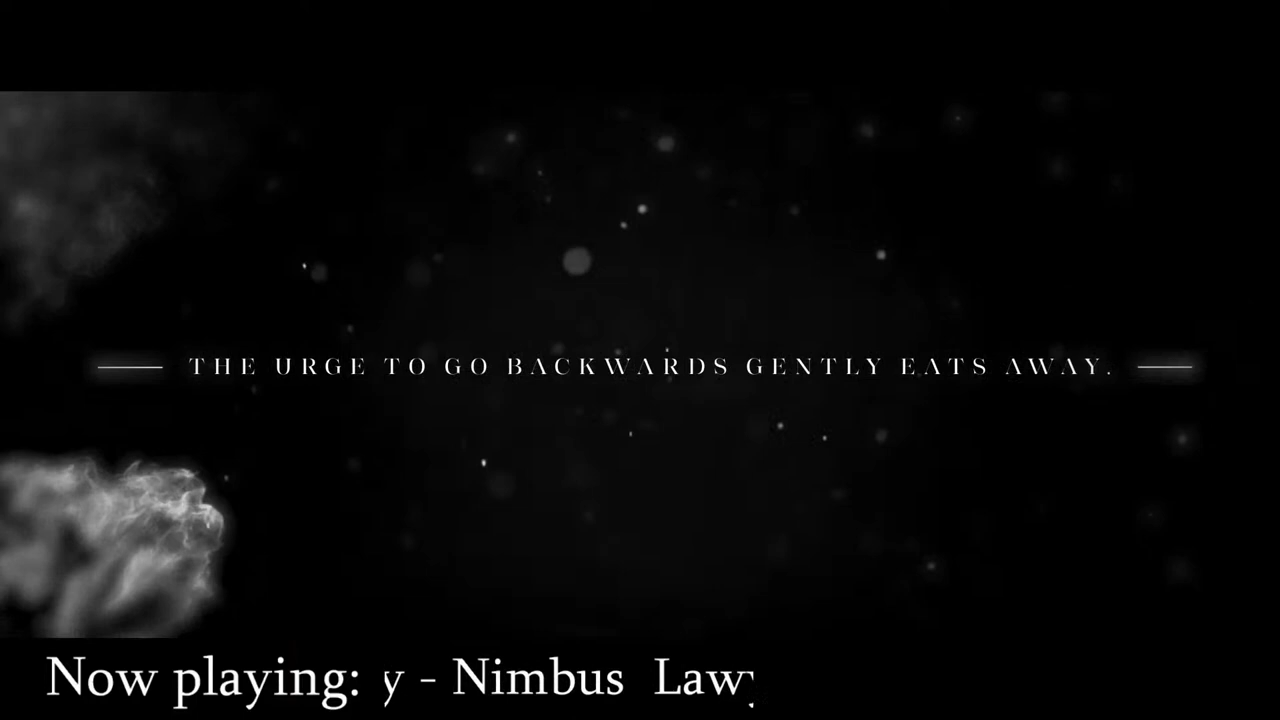 THE URGE TO GO BACKWARDS GENTLY EATS AWAY.
Now playing: y - Nimbus Law